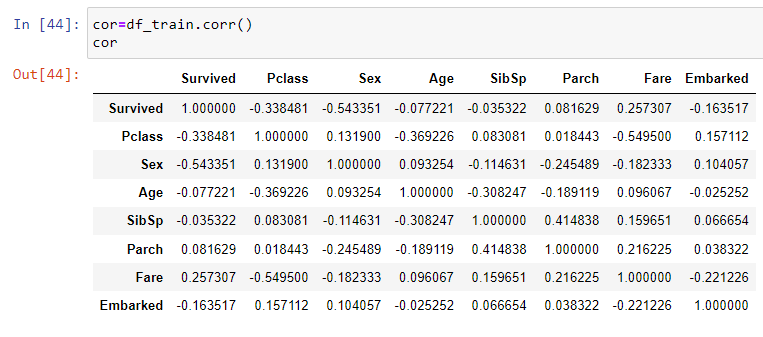 In [44]: cor=df_train.corr()
cor
Out[44]:
Survived Pclass Sex Age SibSp Parch Fare Embarked
Survived 1.000000 -0.338481 -0.543351 -0.077221 -0.035322 0.081629 0.257307 -0.163517
Pclass -0.338481 1.000000 0.131900 -0.369226 0.083081 0.018443 -0.549500 0.157112
Sex -0.543351 0.131900 1.000000 0.093254 -0.114631 -0.245489 -0.182333 0.104057
Age -0.077221 -0.369226 0.093254 1.000000 -0.308247 -0.189119 0.096067 -0.025252
SibSp -0.035322 0.083081 -0.114631 -0.308247 1.000000 0.414838 0.159651 0.066654
Parch 0.081629 0.018443 -0.245489 -0.189119 0.414838 1.000000 0.216225 0.038322
Fare 0.257307 -0.549500 -0.182333 0.096067 0.159651 0.216225 1.000000 -0.221226
Embarked -0.163517 0.157112 0.104057 -0.025252 0.066654 0.038322 -0.221226 1.000000